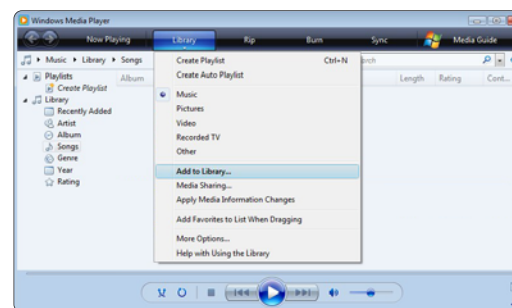 Windows Media Player
Now Playing
Library
Rip
Burn
Sync
Media Guide
Music
Library
Songs
Playlists
Create Playlist
Library
Recently Added
Artist
Album
Songs
Genre
Year
Rating
Album
Create Playlist Ctrl+N
Create Auto Playlist
Music
Pictures
Video
Recorded TV
Other
Add to Library...
Media Sharing...
Apply Media Information Changes
Add Favorites to List When Dragging
More Options...
Help with Using the Library
Length
Rating
Cont...